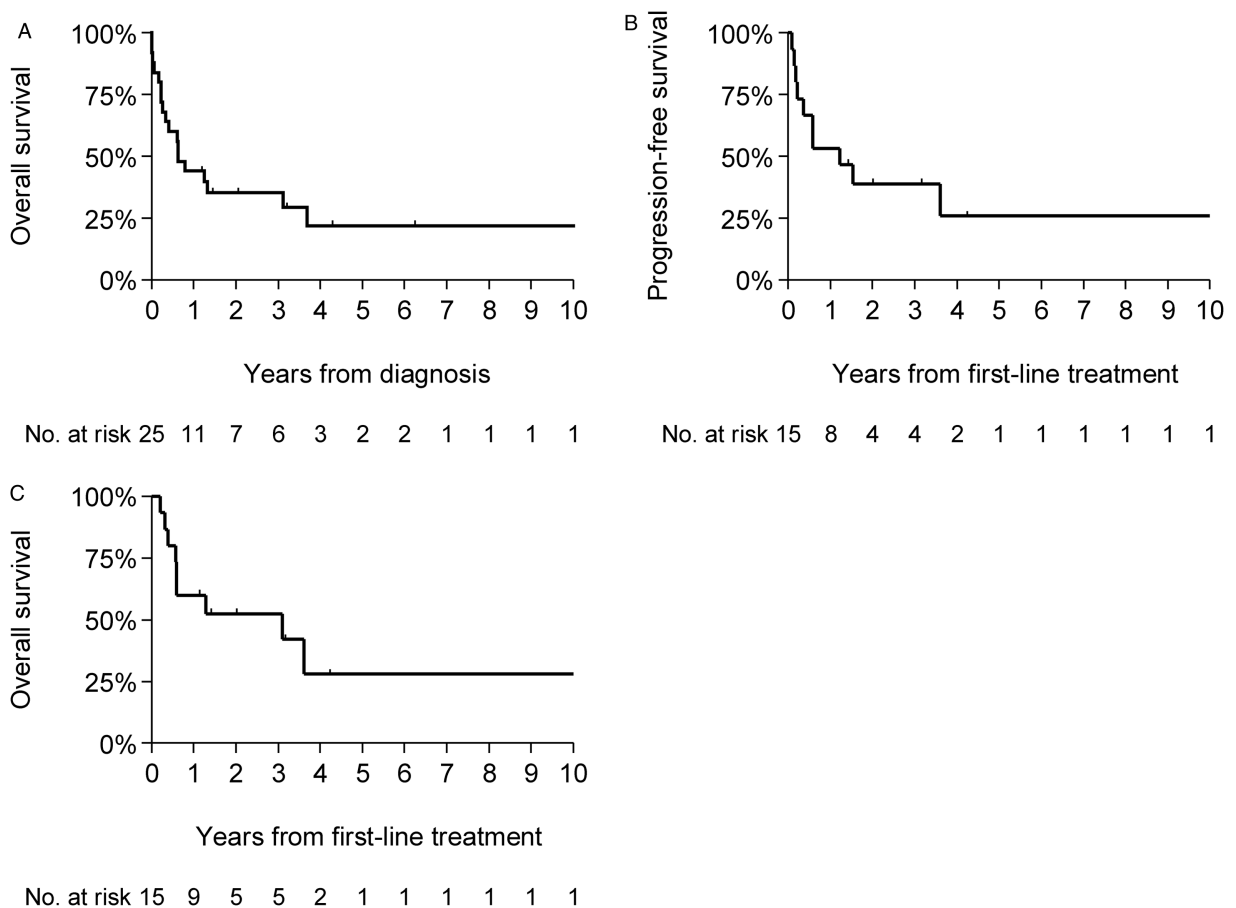 A
Overall survival
100%
75%
50%
25%
0%
0 1 2 3 4 5 6 7 8 9 10
Years from diagnosis
No. at risk 25 11 7 6 3 2 2 1 1 1 1
B
Progression-free survival
100%
75%
50%
25%
0%
0 1 2 3 4 5 6 7 8 9 10
Years from first-line treatment
No. at risk 15 8 4 4 2 1 1 1 1 1 1
C
Overall survival
100%
75%
50%
25%
0%
0 1 2 3 4 5 6 7 8 9 10
Years from first-line treatment
No. at risk 15 9 5 5 2 1 1 1 1 1 1